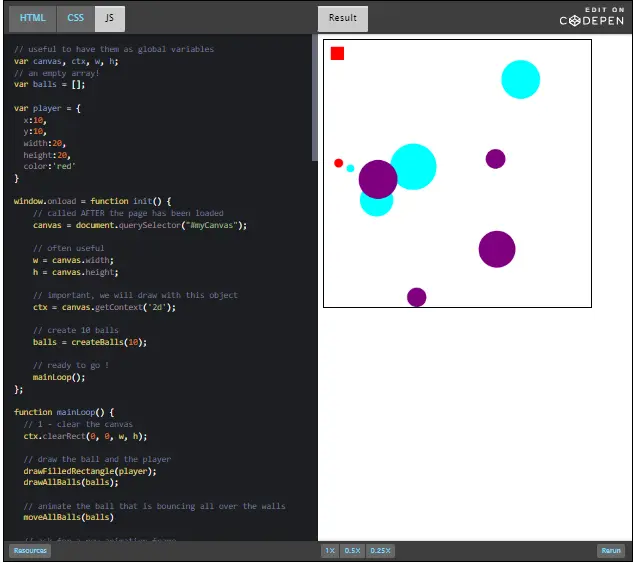 HTML CSS JS Result EDIT ON
CODEPEN
// useful to have them as global variables
var canvas, ctx, w, h;
// an empty array!
var balls = [];
var player = {
x:10,
y:10,
width:20,
height:20,
color:'red'
}
window.onload = function init() {
// called AFTER the page has been loaded
canvas = document.querySelector("#myCanvas");
// often useful
w = canvas.width;
h = canvas.height;
// important, we will draw with this object
ctx = canvas.getContext('2d');
// create 10 balls
balls = createBalls(10);
// ready to go !
mainLoop();
};
function mainLoop() {
// 1 - clear the canvas
ctx.clearRect(0, 0, w, h);
// draw the ball and the player
drawFilledRectangle(player);
drawAllBalls(balls);
// animate the ball that is bouncing all over the walls
moveAllBalls(balls)
Resources 1X 0.5X 0.25X Rerun